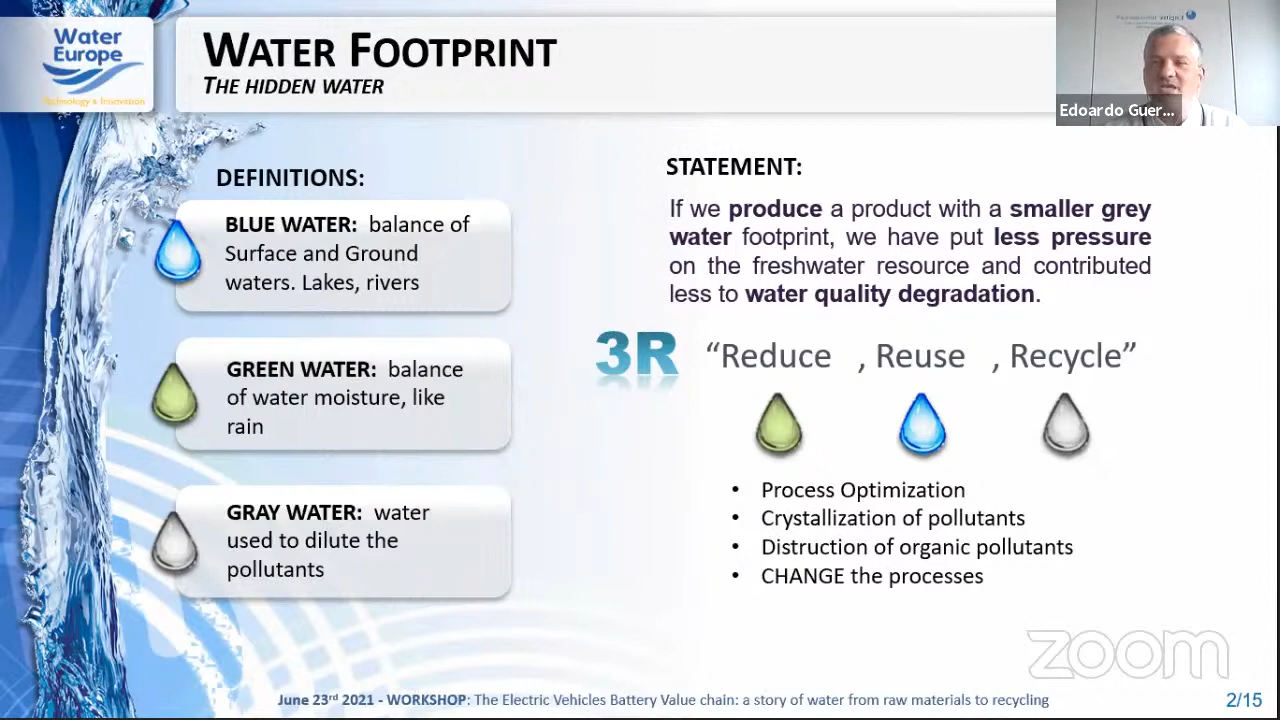 Water
Europe
Technology & Innovation
WATER FOOTPRINT
THE HIDDEN WATER
Edoardo Guer...
DEFINITIONS:
BLUE WATER: balance of
Surface and Ground
waters. Lakes, rivers
GREEN WATER: balance
of water moisture, like
rain
GRAY WATER: water
used to dilute the
pollutants
STATEMENT:
If we produce a product with a smaller grey
water footprint, we have put less pressure
on the freshwater resource and contributed
less to water quality degradation.
3R “Reduce , Reuse , Recycle”
• Process Optimization
• Crystallization of pollutants
• Distruction of organic pollutants
• CHANGE the processes
zoom
June 23rd 2021 - WORKSHOP: The Electric Vehicles Battery Value chain: a story of water from raw materials to recycling
2/15